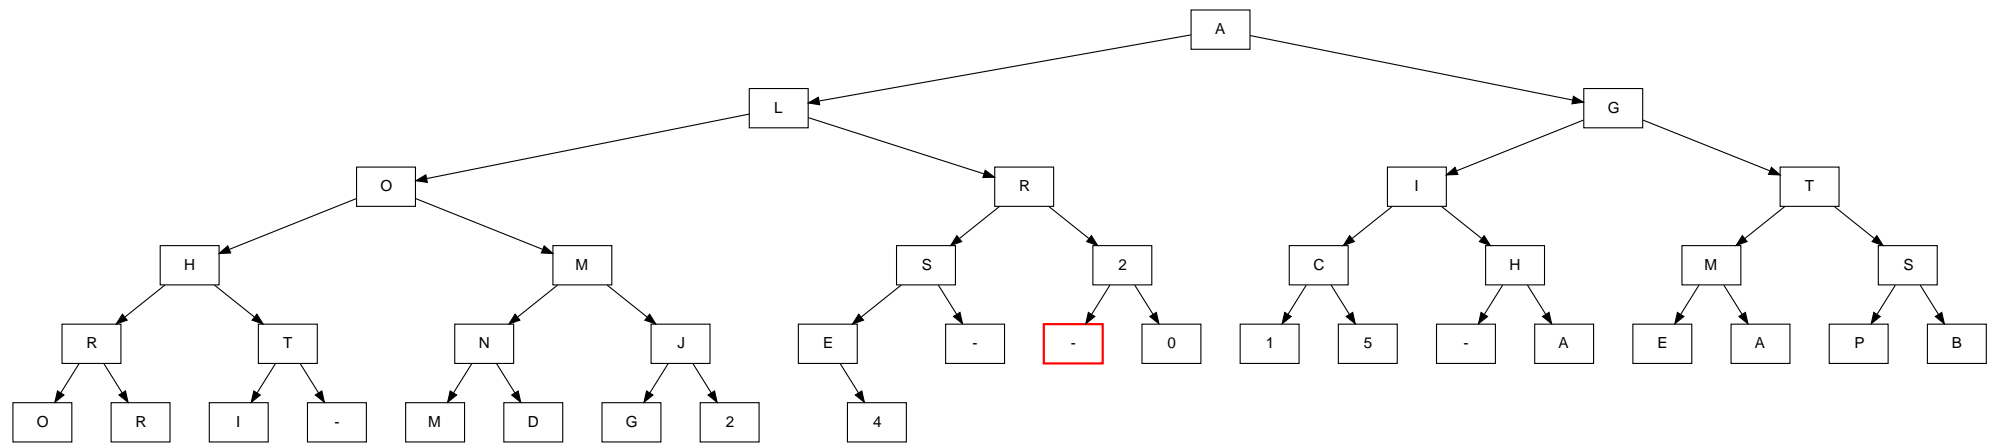 A
L G
O R I T
H M S 2 C H M S
R T N J E - - 0 1 5 - A E A P B
O R I - M D G 2 4